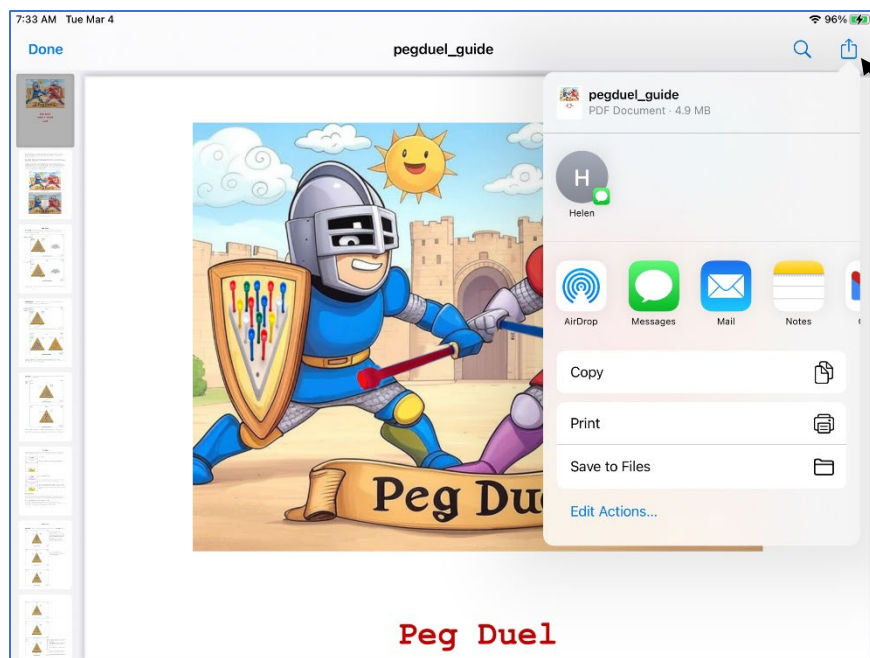 7:33 AM Tue Mar 4
96%
Done
pegduel_guide
pegduel_guide
PDF Document · 4.9 MB
H
Helen
AirDrop
Messages
Mail
Notes
Copy
Print
Save to Files
Edit Actions...
Peg Du
Peg Duel